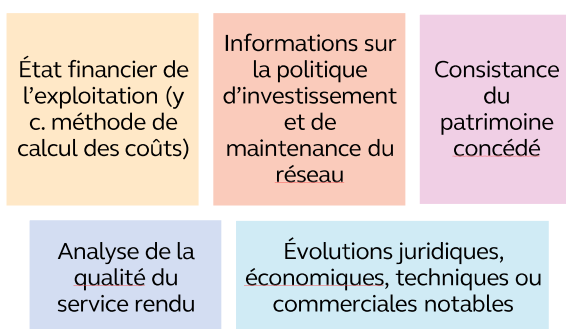 État financier de
l’exploitation (y
c. méthode de
calcul des coûts)
Informations sur
la politique
d’investissement
et de
maintenance du
réseau
Consistance
du
patrimoine
concédé
Analyse de la
qualité du
service rendu
Évolutions juridiques,
économiques, techniques ou
commerciales notables